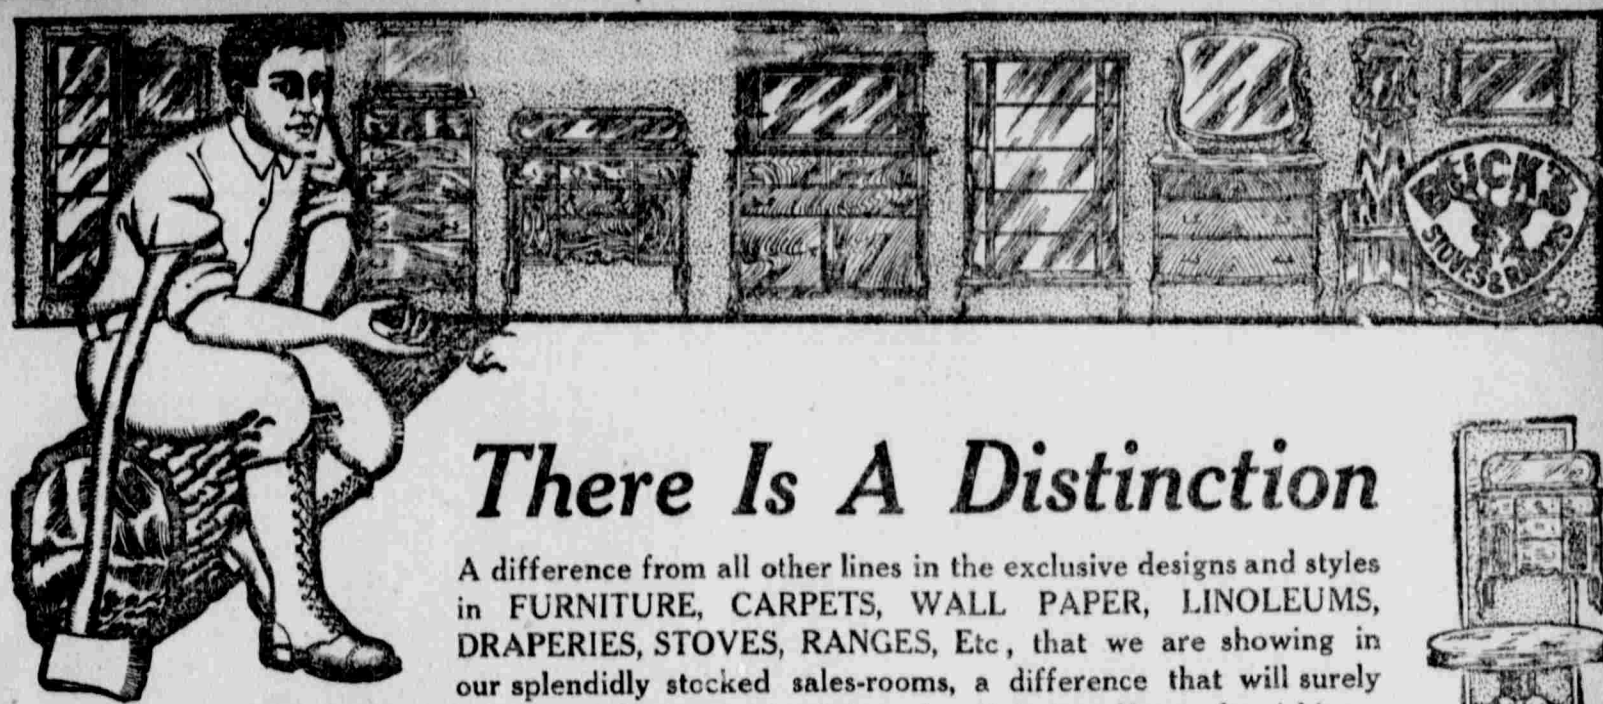 BUCK'S
STOVES & RANGES
There Is A Distinction
A difference from all other lines in the exclusive designs and styles
in FURNITURE, CARPETS, WALL PAPER, LINOLEUMS,
DRAPERIES, STOVES, RANGES, Etc, that we are showing in
our splendidly stocked sales-rooms, a difference that will surely